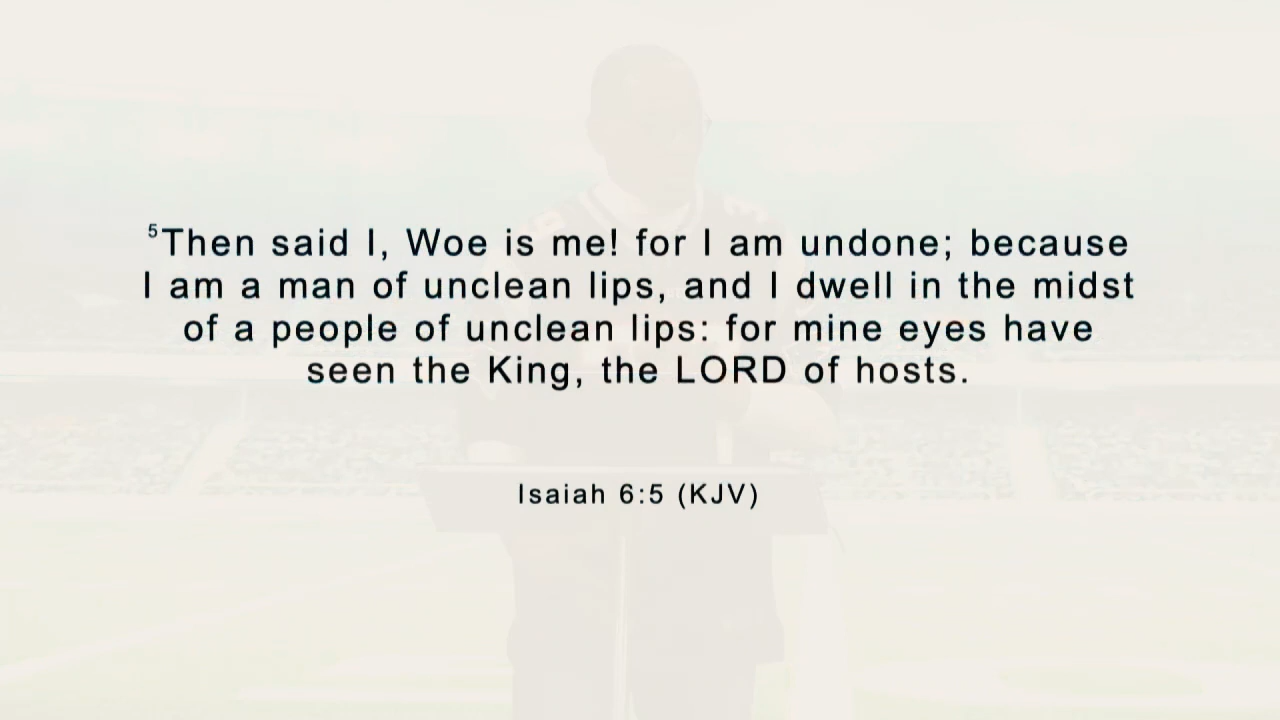 ⁵Then said I, Woe is me! for I am undone; because
I am a man of unclean lips, and I dwell in the midst
of a people of unclean lips: for mine eyes have
seen the King, the LORD of hosts.
Isaiah 6:5 (KJV)